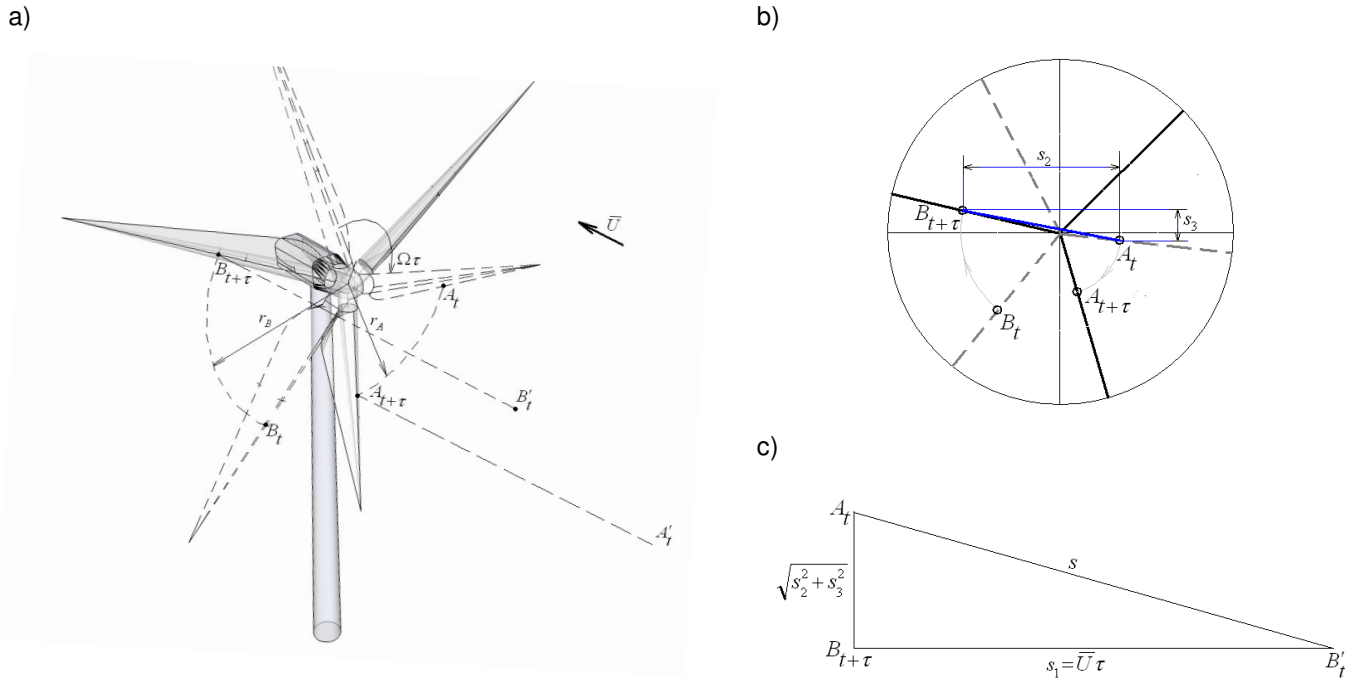 a)
U̅
Ωτ
B_{t+τ}
A_t
r_B
r_A
A_{t+τ}
B'_t
B_t
A'_t
b)
s_2
B_{t+τ}
s_3
A_t
A_{t+τ}
B_t
c)
A_t
s
√(s_2^2+s_3^2)
B_{t+τ}
s_1=U̅τ
B'_t